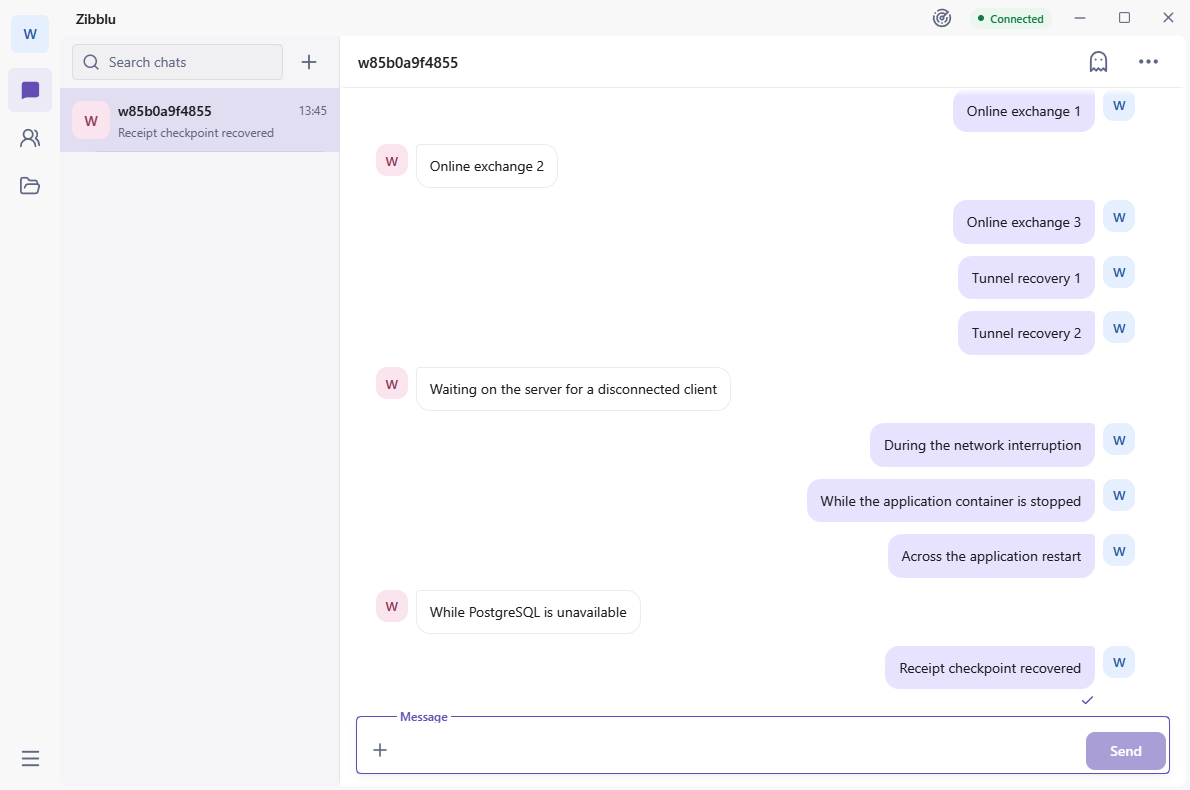 W
Zibblu
Connected
Search chats
W
w85b0a9f4855
13:45
Receipt checkpoint recovered
w85b0a9f4855
Online exchange 1
W
W
Online exchange 2
Online exchange 3
W
Tunnel recovery 1
W
Tunnel recovery 2
W
W
Waiting on the server for a disconnected client
During the network interruption
W
While the application container is stopped
W
Across the application restart
W
W
While PostgreSQL is unavailable
Receipt checkpoint recovered
W
Message
Send